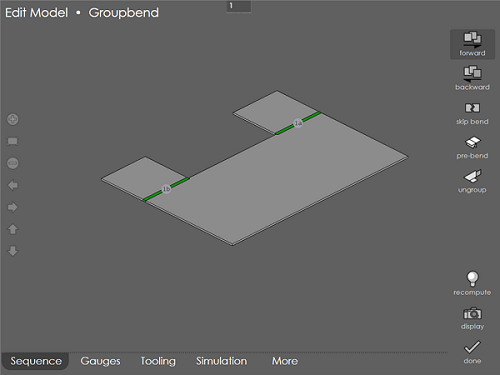 Edit Model • Groupbend
1
forward
backward
skip bend
pre-bend
ungroup
1a
1b
recompute
display
done
Sequence Gauges Tooling Simulation More